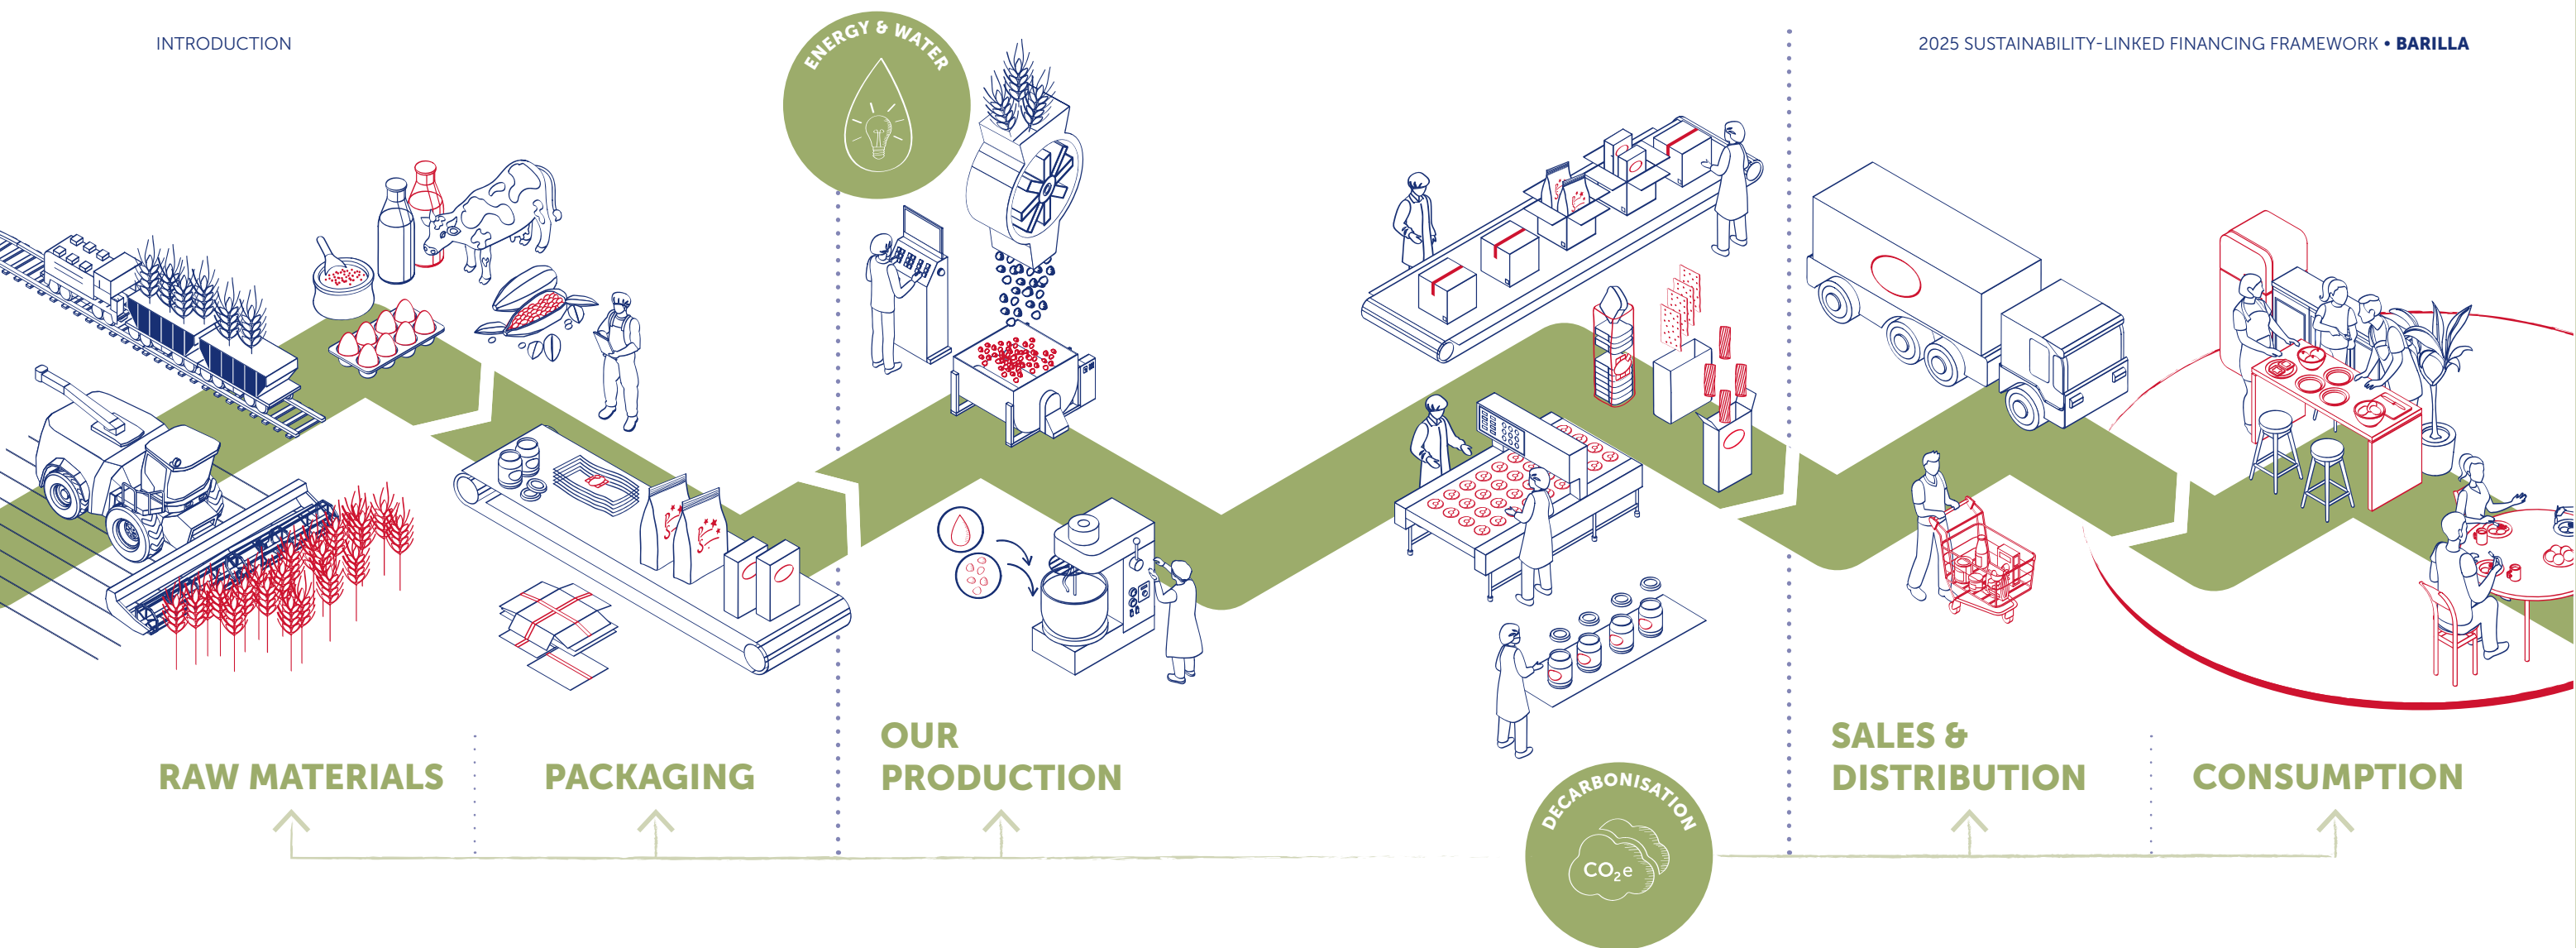 INTRODUCTION
2025 SUSTAINABILITY-LINKED FINANCING FRAMEWORK • BARILLA
ENERGY & WATER
RAW MATERIALS
PACKAGING
OUR
PRODUCTION
SALES &
DISTRIBUTION
CONSUMPTION
DECARBONISATION
CO₂e